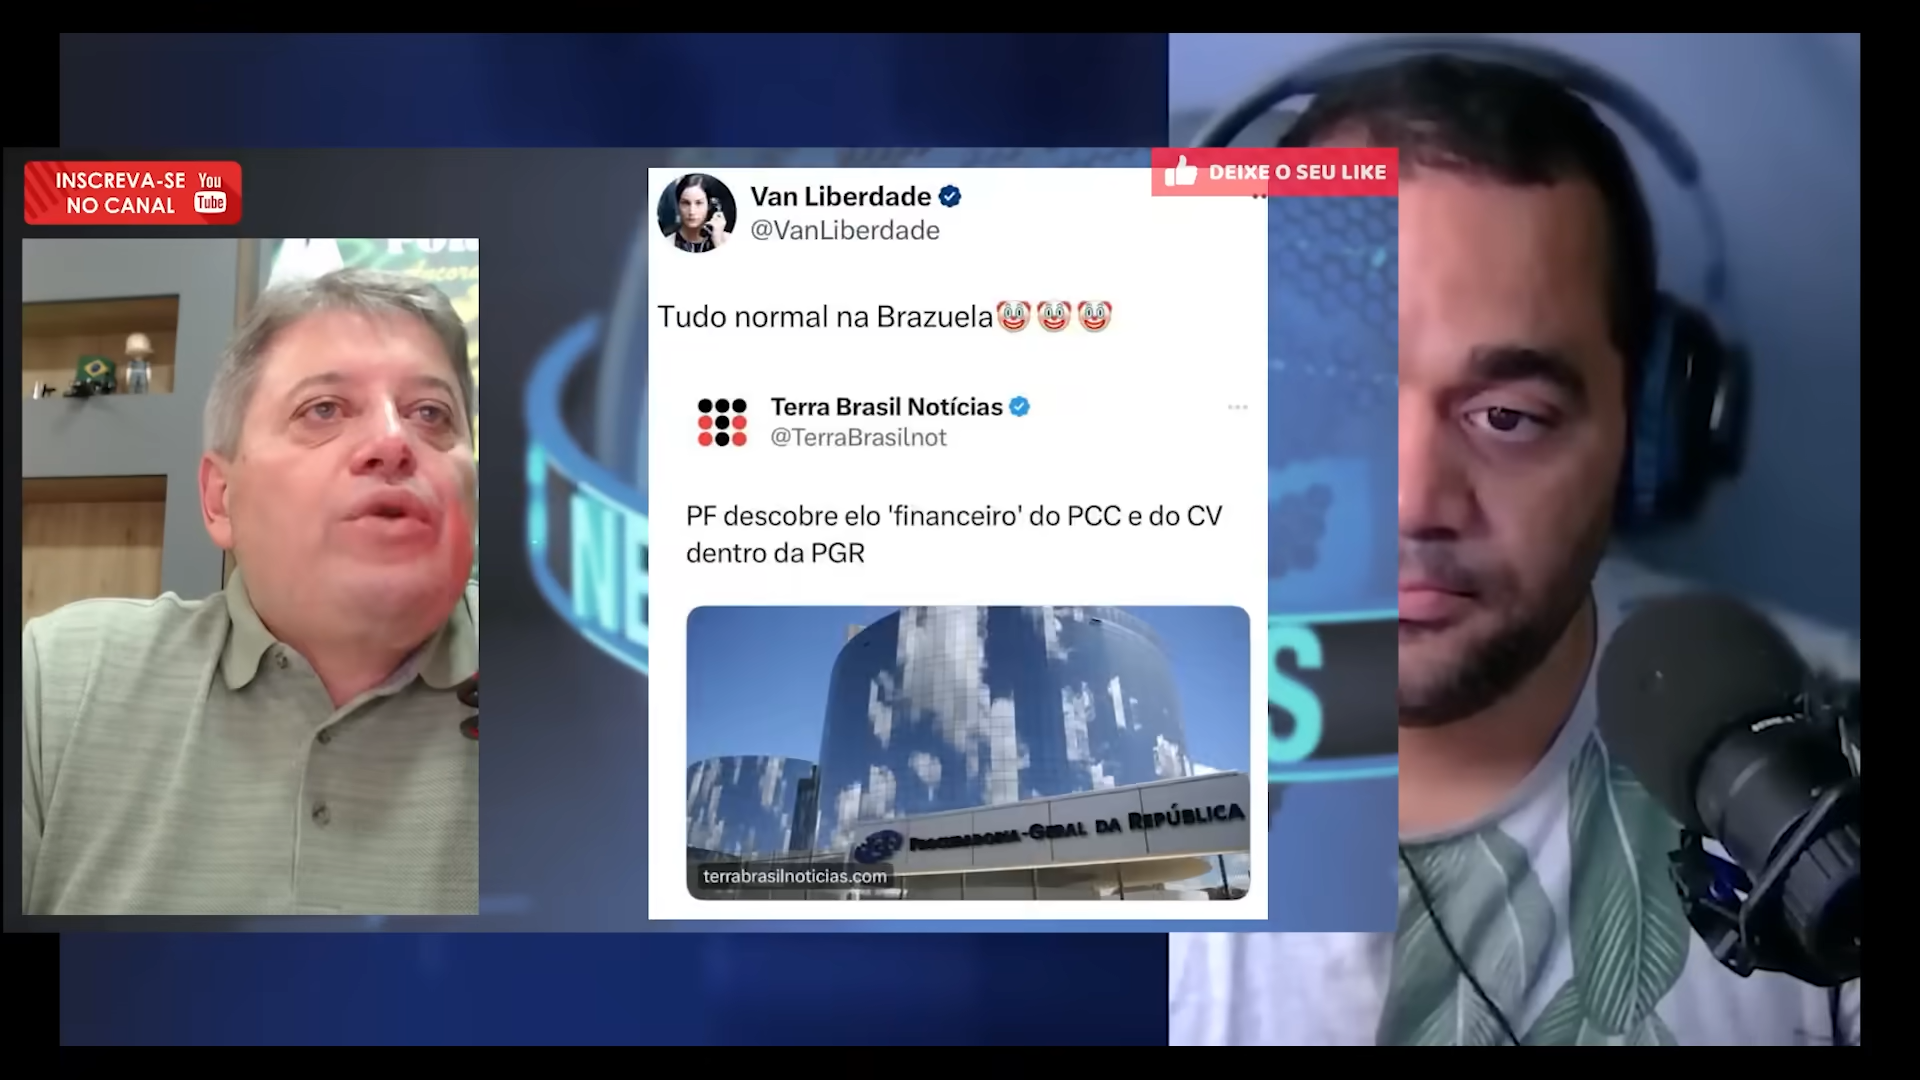 INSCREVA-SE
NO CANAL
You
Tube
DEIXE O SEU LIKE
Van Liberdade
@VanLiberdade
Tudo normal na Brazuela🤡🤡🤡
Terra Brasil Notícias
@TerraBrasilnot
PF descobre elo 'financeiro' do PCC e do CV
dentro da PGR
PROCURADORIA-GERAL DA REPÚBLICA
terrabrasilnoticias.com
NE
S